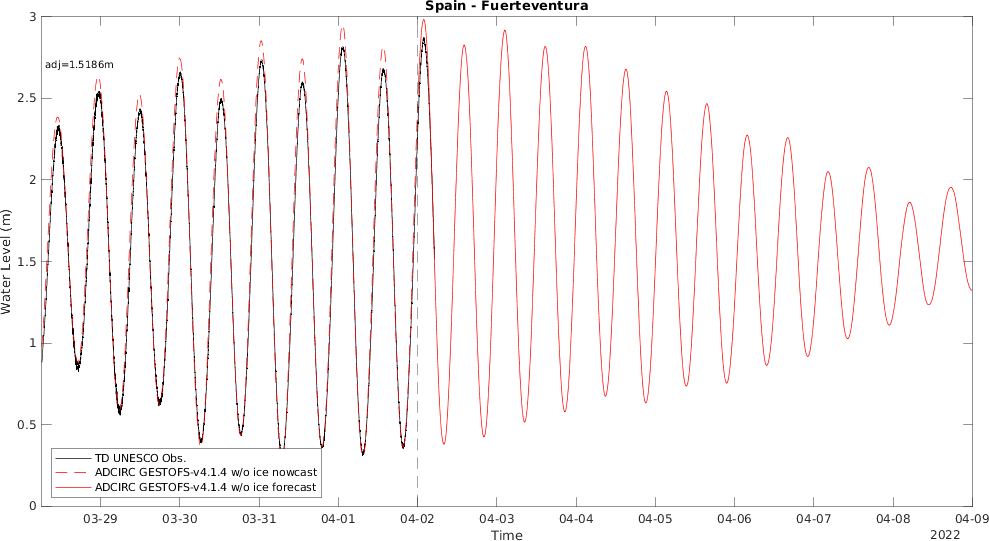 Spain - Fuerteventura
adj=1.5186m
3
2.5
2
1.5
1
0.5
0
Water Level (m)
TD UNESCO Obs.
ADCIRC GESTOFS-v4.1.4 w/o ice nowcast
ADCIRC GESTOFS-v4.1.4 w/o ice forecast
03-29 03-30 03-31 04-01 04-02 04-03 04-04 04-05 04-06 04-07 04-08 04-09
Time
2022